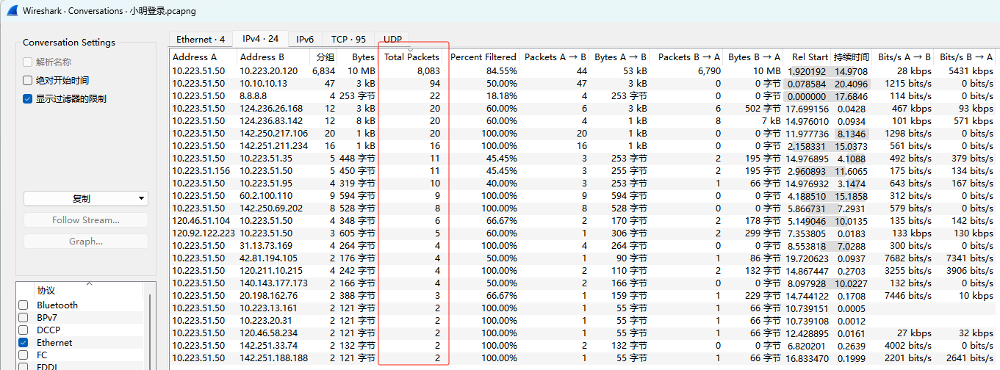 Wireshark · Conversations · 小明登录.pcapng
Conversation Settings
解析名称
绝对开始时间
显示过滤器的限制
复制
Follow Stream...
Graph...
协议
Bluetooth
BPv7
DCCP
Ethernet
FC
FDDI
Ethernet · 4 IPv4 · 24 IPv6 TCP · 95 UDP
Address A Address B 分组 Bytes Total Packets Percent Filtered Packets A → B Bytes A → B Packets B → A Bytes B → A Rel Start 持续时间 Bits/s A → B Bits/s B → A
10.223.51.50 10.223.20.120 6,834 10 MB 8,083 84.55% 44 53 kB 6,790 10 MB 1.920192 14.9708 28 kbps 5431 kbps
10.223.51.50 10.10.10.13 47 3 kB 94 50.00% 47 3 kB 0 0 字节 0.078584 20.4096 1215 bits/s 0 bits/s
10.223.51.50 8.8.8.8 4 253 字节 22 18.18% 4 253 字节 0 0 字节 0.000000 17.6846 114 bits/s 0 bits/s
10.223.51.50 124.236.26.168 12 3 kB 20 60.00% 6 3 kB 6 502 字节 17.699156 0.0428 467 kbps 93 kbps
10.223.51.50 124.236.83.142 12 8 kB 20 60.00% 4 1 kB 8 7 kB 14.976010 0.0934 101 kbps 571 kbps
10.223.51.50 142.250.217.106 20 1 kB 20 100.00% 20 1 kB 0 0 字节 11.977736 8.1346 1298 bits/s 0 bits/s
10.223.51.50 142.251.211.234 16 1 kB 16 100.00% 16 1 kB 0 0 字节 2.158331 15.0373 561 bits/s 0 bits/s
10.223.51.50 10.223.51.35 5 448 字节 11 45.45% 3 253 字节 2 195 字节 14.976895 4.1088 492 bits/s 379 bits/s
10.223.51.156 10.223.51.50 5 450 字节 11 45.45% 3 255 字节 2 195 字节 2.960893 11.6065 175 bits/s 134 bits/s
10.223.51.50 10.223.51.95 4 319 字节 10 40.00% 3 253 字节 1 66 字节 14.976932 3.1474 643 bits/s 167 bits/s
10.223.51.50 60.2.100.110 9 594 字节 9 100.00% 9 594 字节 0 0 字节 4.188510 15.1858 312 bits/s 0 bits/s
10.223.51.50 142.250.69.202 8 528 字节 8 100.00% 8 528 字节 0 0 字节 5.866731 7.2931 579 bits/s 0 bits/s
120.46.51.104 10.223.51.50 4 348 字节 6 66.67% 2 170 字节 2 178 字节 5.149046 10.0135 135 bits/s 142 bits/s
120.92.122.223 10.223.51.50 3 605 字节 5 60.00% 1 306 字节 2 299 字节 7.353805 0.0183 133 kbps 130 kbps
10.223.51.50 31.13.73.169 4 264 字节 4 100.00% 4 264 字节 0 0 字节 8.553818 7.0288 300 bits/s 0 bits/s
10.223.51.50 42.81.194.105 2 176 字节 4 50.00% 1 90 字节 1 86 字节 19.720623 0.0937 7682 bits/s 7341 bits/s
10.223.51.50 120.211.10.215 4 242 字节 4 100.00% 2 110 字节 2 132 字节 14.867447 0.2703 3255 bits/s 3906 bits/s
10.223.51.50 140.143.177.173 2 166 字节 4 50.00% 2 166 字节 0 0 字节 8.097928 10.0227 132 bits/s 0 bits/s
10.223.51.50 20.198.162.76 2 388 字节 3 66.67% 1 159 字节 1 229 字节 14.744122 0.1708 7446 bits/s 10 kbps
10.223.51.50 10.223.13.161 2 121 字节 2 100.00% 1 55 字节 1 66 字节 10.739151 0.0005
10.223.51.50 10.223.20.31 2 121 字节 2 100.00% 1 55 字节 1 66 字节 10.739108 0.0012
10.223.51.50 120.46.58.234 2 121 字节 2 100.00% 1 55 字节 1 66 字节 12.428895 0.0161 27 kbps 32 kbps
10.223.51.50 142.251.33.74 2 132 字节 2 100.00% 2 132 字节 0 0 字节 6.820201 0.2639 4002 bits/s 0 bits/s
10.223.51.50 142.251.188.188 2 121 字节 2 100.00% 1 55 字节 1 66 字节 16.833470 0.1999 2201 bits/s 2641 bits/s